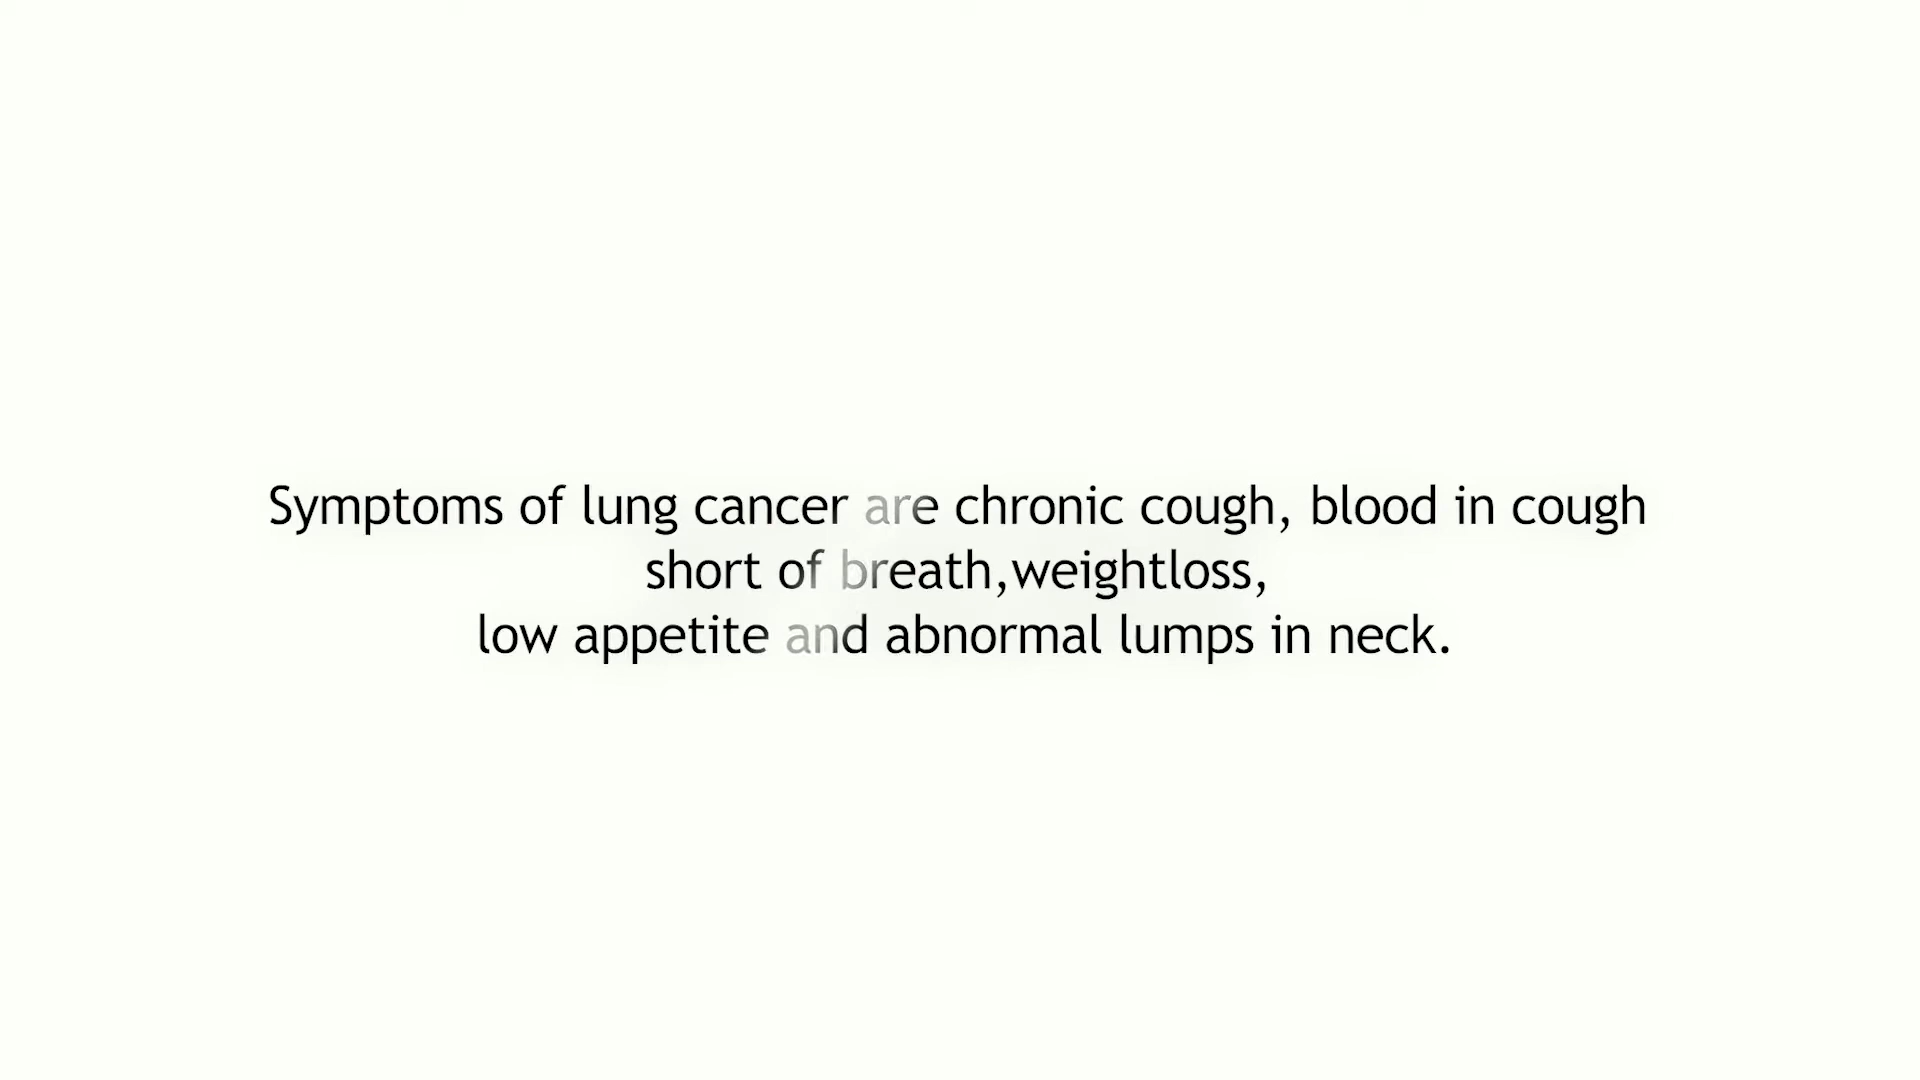 Symptoms of lung cancer are chronic cough, blood in cough
short of breath,weightloss,
low appetite and abnormal lumps in neck.